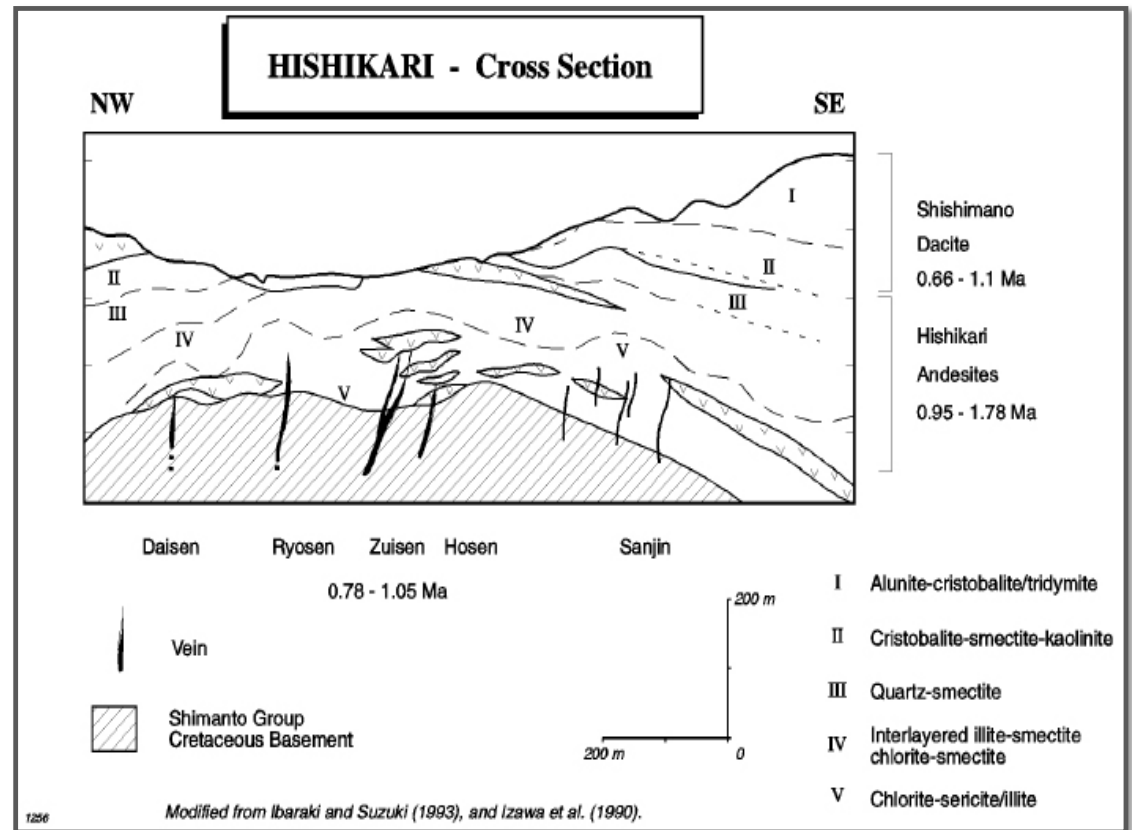 HISHIKARI - Cross Section
NW
SE
I
II
III
IV
IV
V
V
II
III
Shishimano
Dacite
0.66 - 1.1 Ma
Hishikari
Andesites
0.95 - 1.78 Ma
Daisen Ryosen Zuisen Hosen Sanjin
0.78 - 1.05 Ma
Vein
Shimanto Group
Cretaceous Basement
200 m
200 m 0
I Alunite-cristobalite/tridymite
II Cristobalite-smectite-kaolinite
III Quartz-smectite
IV Interlayered illite-smectite
chlorite-smectite
V Chlorite-sericite/illite
1256
Modified from Ibaraki and Suzuki (1993), and Izawa et al. (1990).